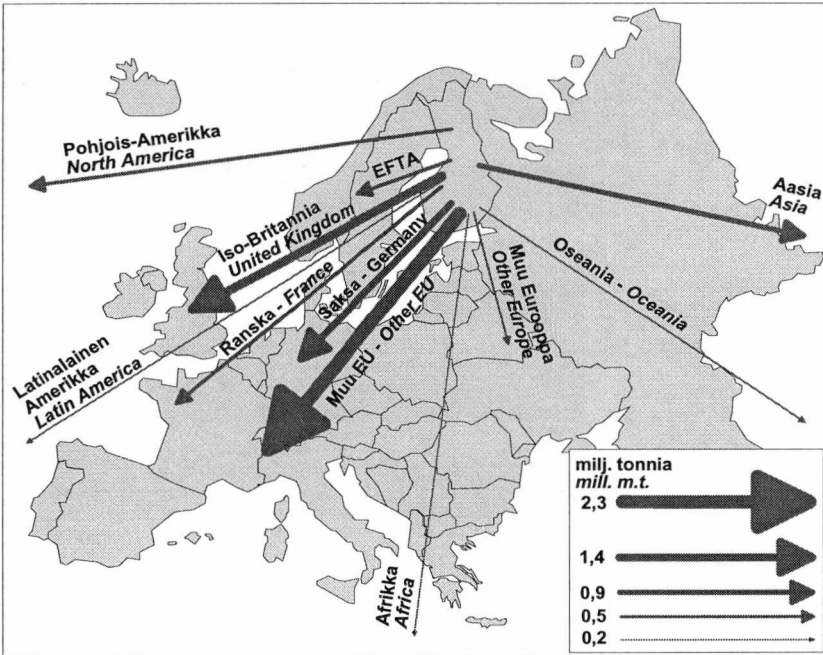 Pohjois-Amerikka
North America
EFTA
Aasia
Asia
Iso-Britannia
United Kingdom
Oseania - Oceania
Muu Eurooppa
Other Europe
Saksa - Germany
Ranska - France
Muu EU - Other EU
Latinalainen
Amerikka
Latin America
Afrikka
Africa
milj. tonnia
mill. m.t.
2,3
1,4
0,9
0,5
0,2